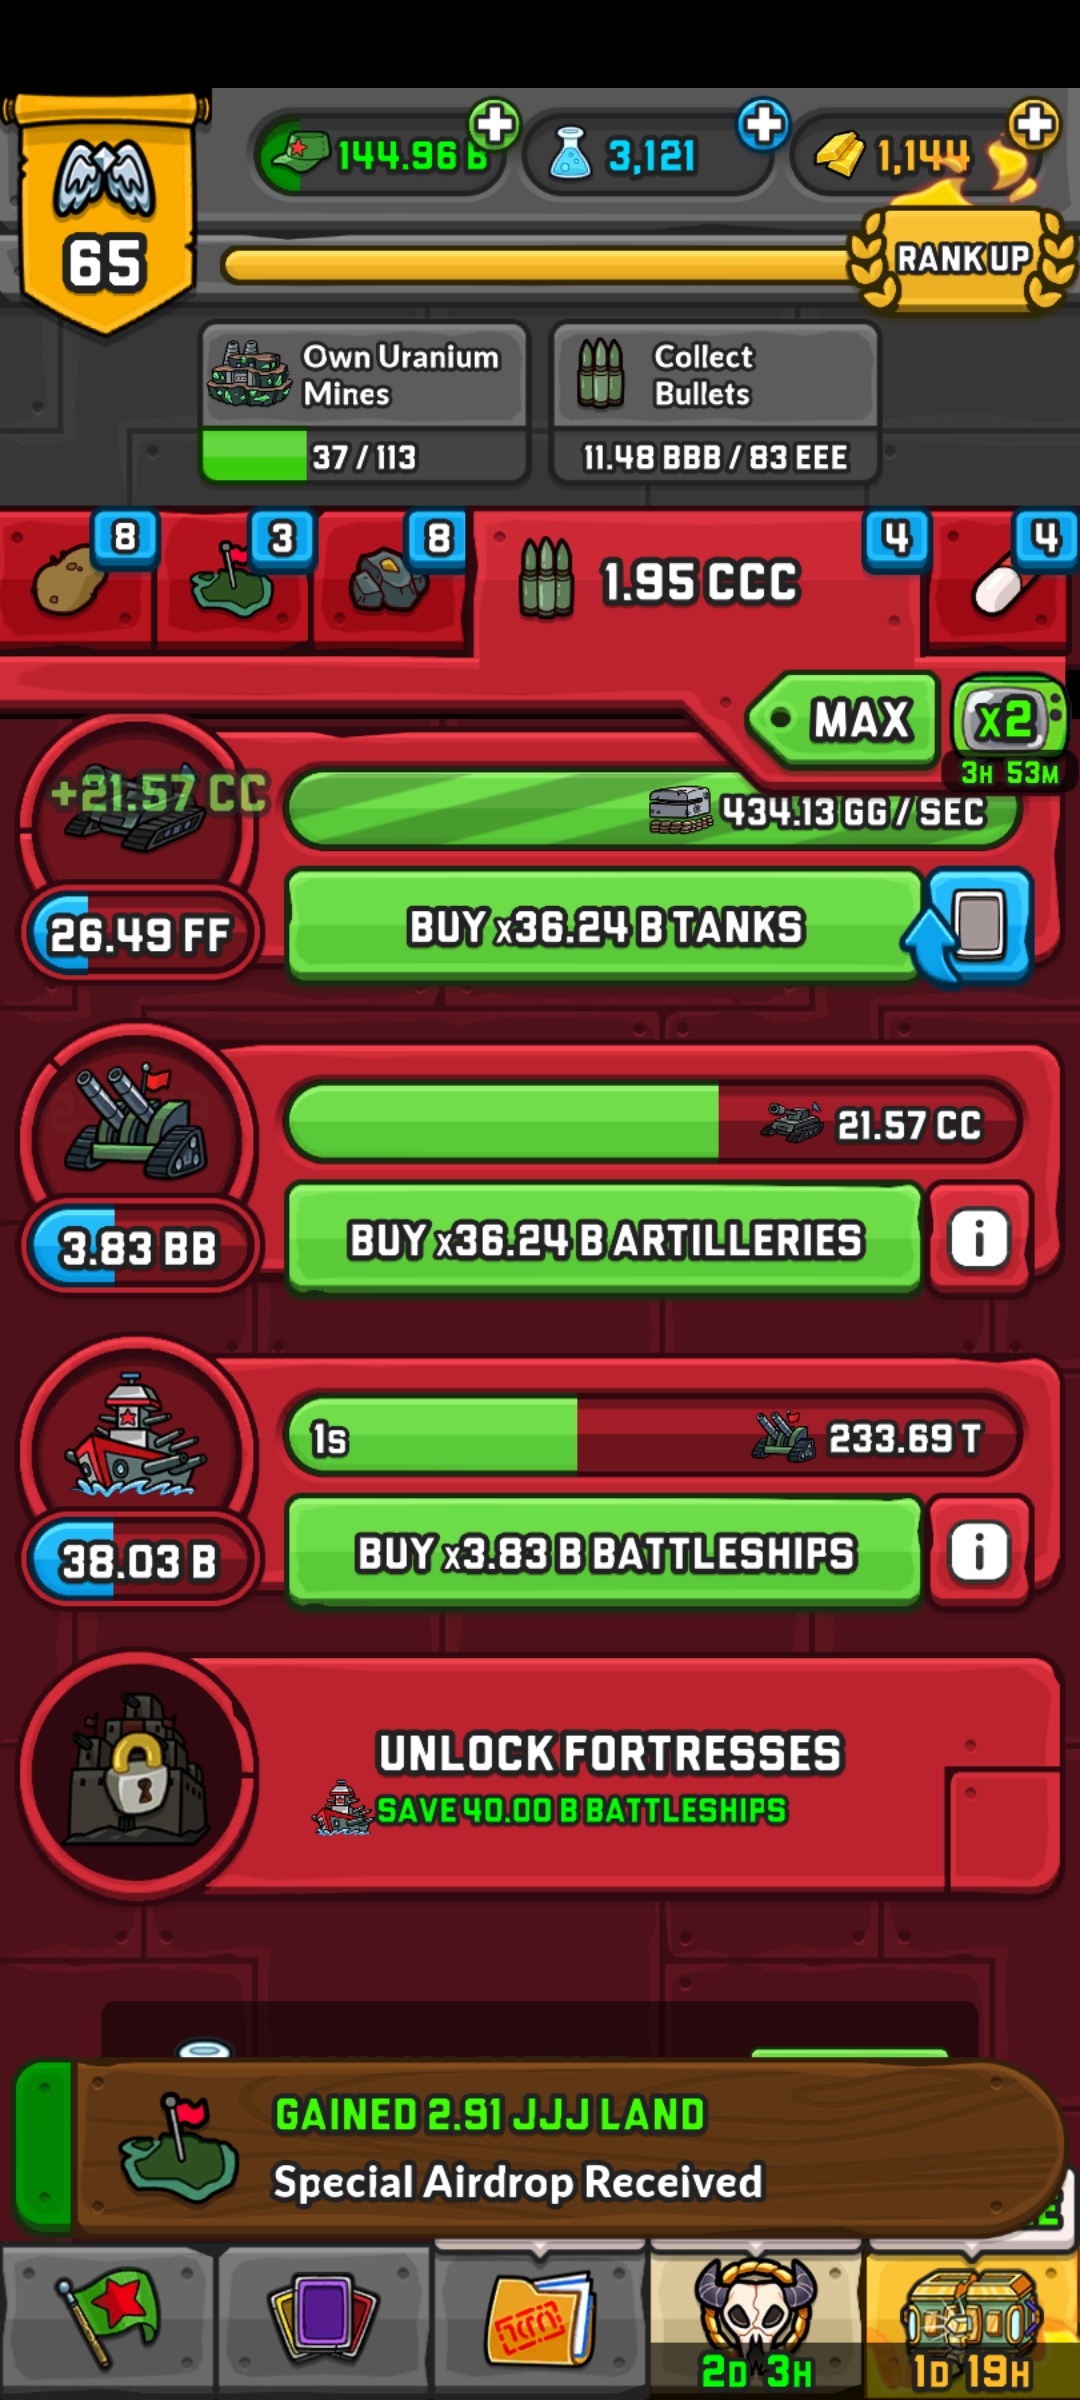 144.96 B
3,121
1,144
65
RANK UP
Own Uranium
Mines
37 / 113
Collect
Bullets
11.48 BBB / 83 EEE
8
3
8
1.95 CCC
4
4
MAX
x2
3H 53M
+21.57 CC
434.13 GG / SEC
26.49 FF
BUY x36.24 B TANKS
21.57 CC
3.83 BB
BUY x36.24 B ARTILLERIES
i
1s
233.69 T
38.03 B
BUY x3.83 B BATTLESHIPS
i
UNLOCK FORTRESSES
SAVE 40.00 B BATTLESHIPS
GAINED 2.91 JJJ LAND
Special Airdrop Received
2D 3H
1D 19H